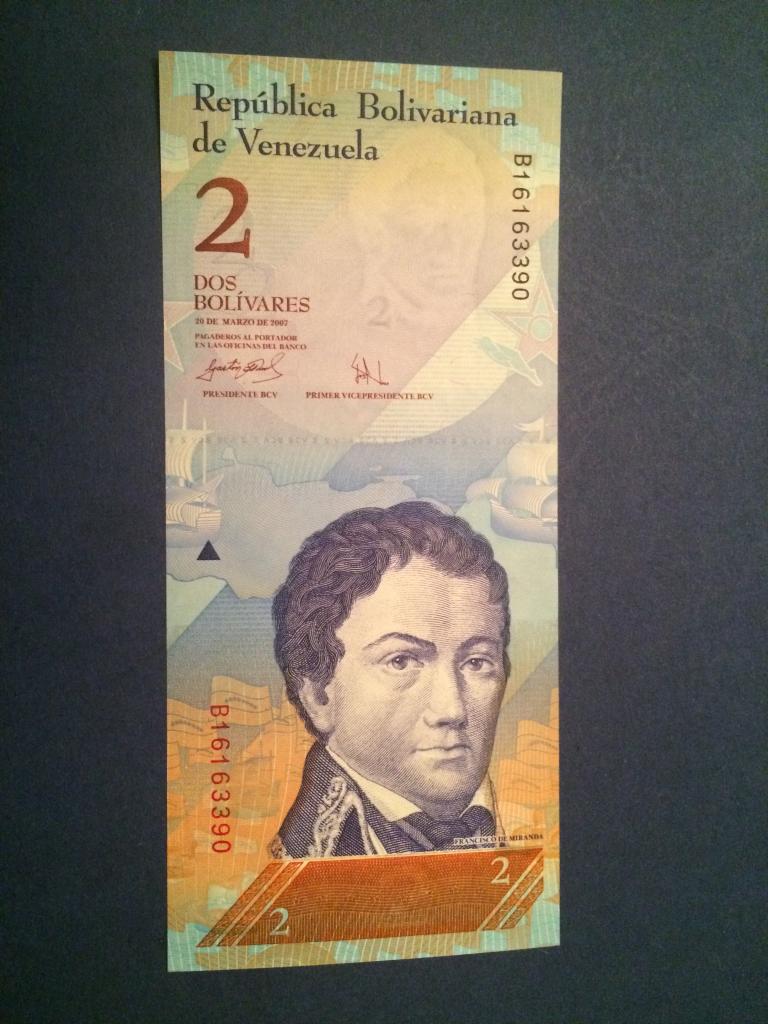 República Bolivariana
de Venezuela
B16163390
2
DOS
BOLÍVARES
20 DE MARZO DE 2007
PAGADEROS AL PORTADOR
EN LAS OFICINAS DEL BANCO
PRESIDENTE BCV
PRIMER VICEPRESIDENTE BCV
2
B16163390
FRANCISCO DE MIRANDA
2
2